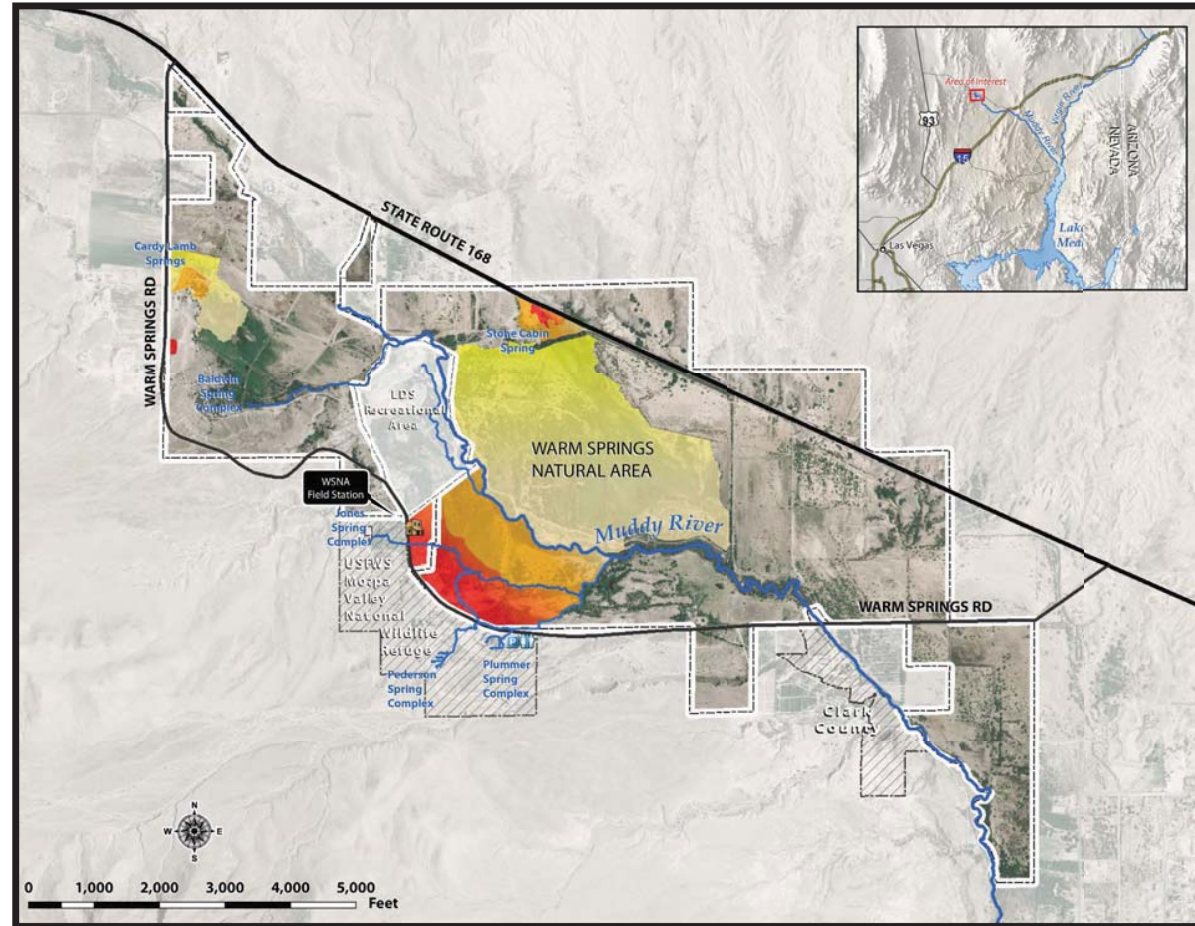 Area of Interest
93
15
Muddy River
Virgin River
ARIZONA
NEVADA
Las Vegas
Lake
Mead
STATE ROUTE 168
WARM SPRINGS RD
Cardy Lamb
Springs
Stone Cabin
Spring
Baldwin
Spring
Complex
LDS
Recreational
Area
WARM SPRINGS
NATURAL AREA
WSNA
Field Station
Jones
Spring
Complex
Muddy River
USFWS
Moapa
Valley
National
Wildlife
Refuge
WARM SPRINGS RD
Pederson
Spring
Complex
Plummer
Spring
Complex
Clark
County
N
W
E
S
0 1,000 2,000 3,000 4,000 5,000
Feet